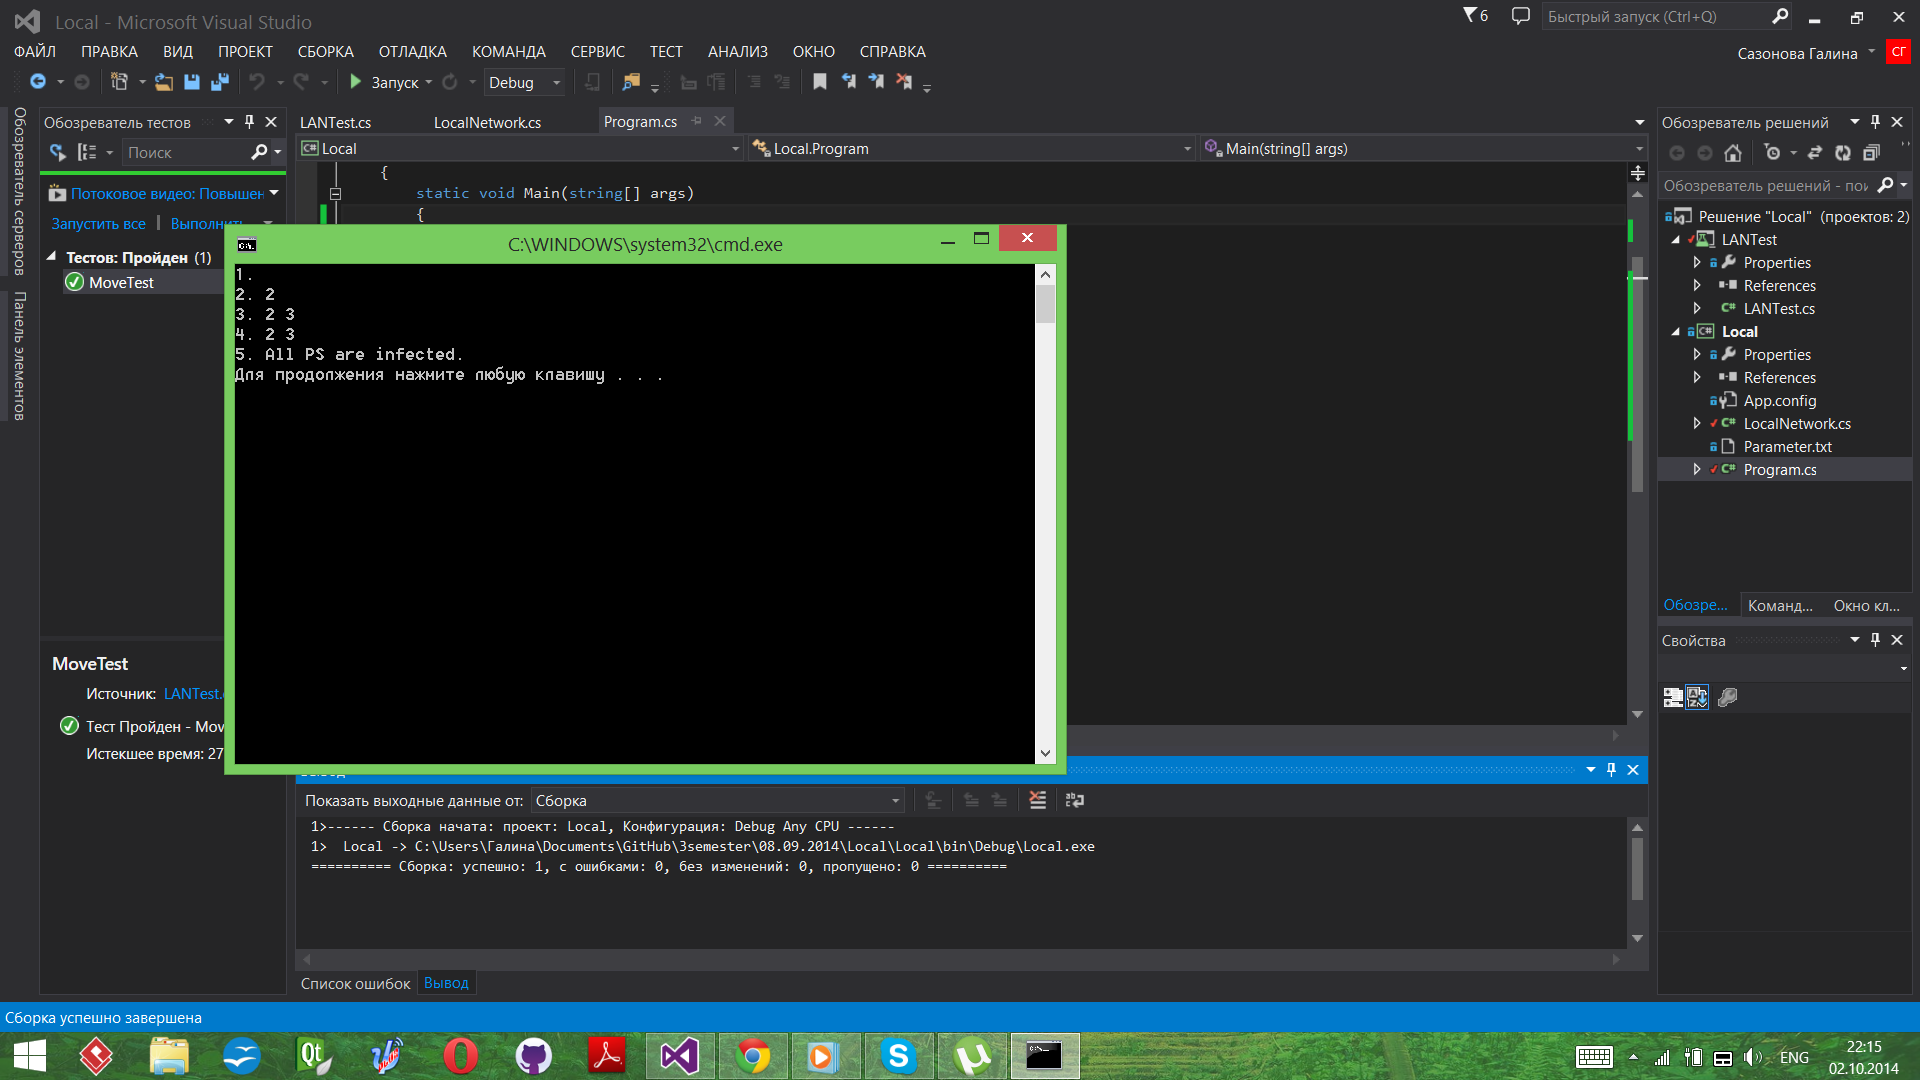 Local - Microsoft Visual Studio
6
Быстрый запуск (Ctrl+Q)
ФАЙЛ ПРАВКА ВИД ПРОЕКТ СБОРКА ОТЛАДКА КОМАНДА СЕРВИС ТЕСТ АНАЛИЗ ОКНО СПРАВКА
Сазонова Галина СГ
Запуск Debug
Обозреватель серверов
Панель элементов
Обозреватель тестов
Поиск
Потоковое видео: Повышен
Запустить все Выполнить
Тестов: Пройден (1)
MoveTest
MoveTest
Источник: LANTest.
Тест Пройден - Mov
Истекшее время: 27
LANTest.cs LocalNetwork.cs Program.cs
C# Local Local.Program Main(string[] args)
{
static void Main(string[] args)
{
C:\WINDOWS\system32\cmd.exe
1.
2. 2
3. 2 3
4. 2 3
5. All PS are infected.
Для продолжения нажмите любую клавишу . . .
Показать выходные данные от: Сборка
1>------ Сборка начата: проект: Local, Конфигурация: Debug Any CPU ------
1>  Local -> C:\Users\Галина\Documents\GitHub\3semester\08.09.2014\Local\Local\bin\Debug\Local.exe
========== Сборка: успешно: 1, с ошибками: 0, без изменений: 0, пропущено: 0 ==========
Список ошибок Вывод
Обозреватель решений
Обозреватель решений - пои
Решение "Local" (проектов: 2)
LANTest
Properties
References
C# LANTest.cs
C# Local
Properties
References
App.config
C# LocalNetwork.cs
Parameter.txt
C# Program.cs
Обозре... Команд... Окно кл...
Свойства
Сборка успешно завершена
Qt
ENG
22:15
02.10.2014